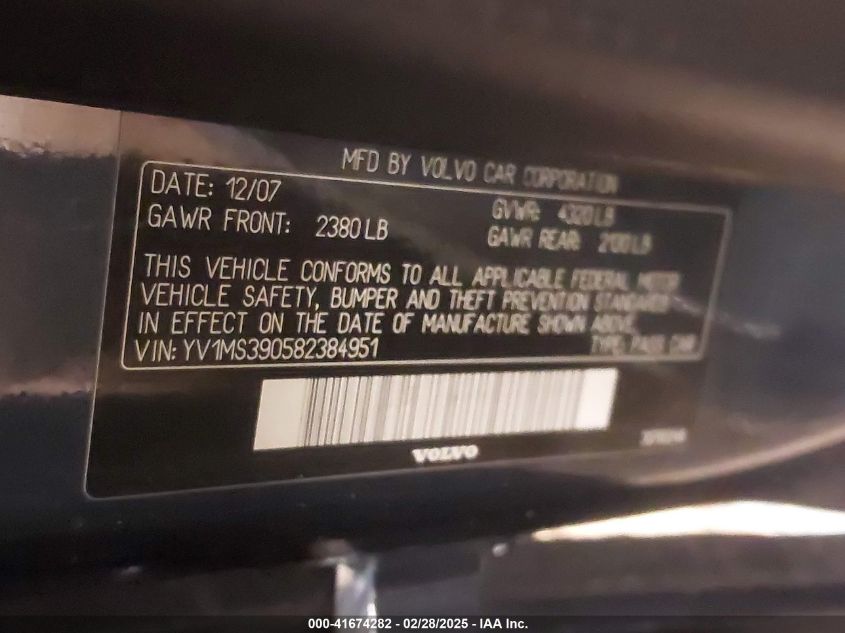 MFD BY VOLVO CAR CORPORATION
DATE: 12/07 GVWR: 4320 LB
GAWR FRONT: 2380 LB GAWR REAR: 2100 LB
THIS VEHICLE CONFORMS TO ALL APPLICABLE FEDERAL MOTOR
VEHICLE SAFETY, BUMPER AND THEFT PREVENTION STANDARDS
IN EFFECT ON THE DATE OF MANUFACTURE SHOWN ABOVE.
VIN: YV1MS390582384951 TYPE: PASS CAR
VOLVO
000-41674282 - 02/28/2025 - IAA Inc.